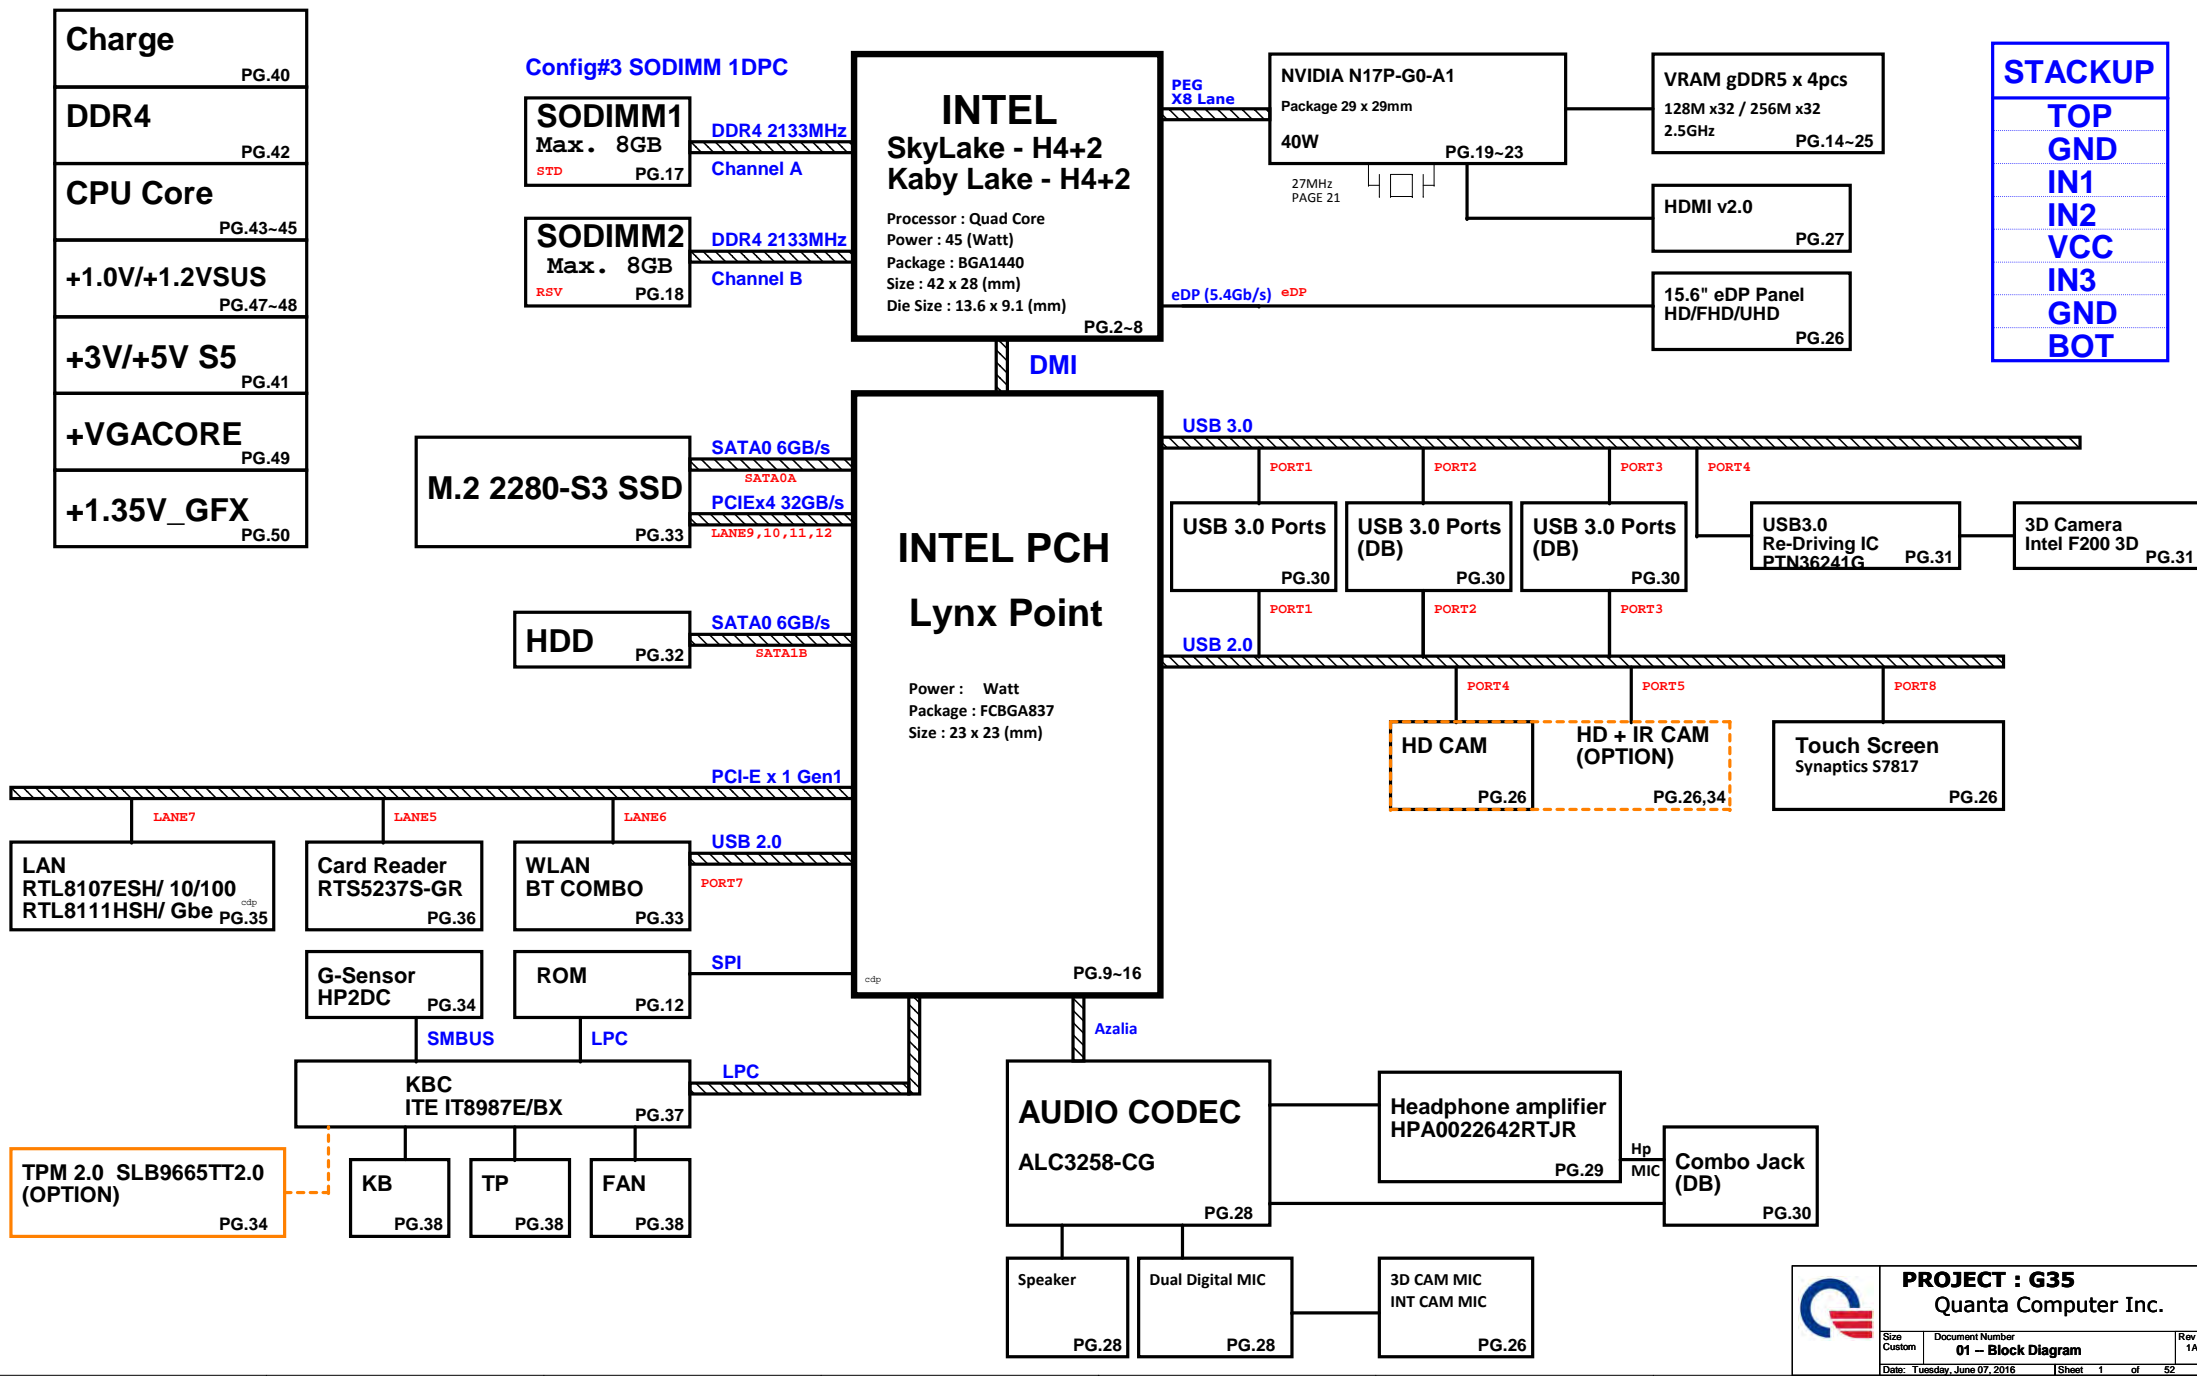 Charge
PG.40
DDR4
PG.42
CPU Core
PG.43~45
+1.0V/+1.2VSUS
PG.47~48
+3V/+5V S5
PG.41
+VGACORE
PG.49
+1.35V_GFX
PG.50
Config#3 SODIMM 1DPC
SODIMM1
Max. 8GB
STD
PG.17
DDR4 2133MHz
Channel A
SODIMM2
Max. 8GB
RSV
PG.18
DDR4 2133MHz
Channel B
INTEL
SkyLake - H4+2
Kaby Lake - H4+2
Processor : Quad Core
Power : 45 (Watt)
Package : BGA1440
Size : 42 x 28 (mm)
Die Size : 13.6 x 9.1 (mm)
PG.2~8
PEG
X8 Lane
NVIDIA N17P-G0-A1
Package 29 x 29mm
40W
PG.19~23
27MHz
PAGE 21
VRAM gDDR5 x 4pcs
128M x32 / 256M x32
2.5GHz
PG.14~25
HDMI v2.0
PG.27
eDP (5.4Gb/s)
eDP
15.6" eDP Panel
HD/FHD/UHD
PG.26
STACKUP
TOP
GND
IN1
IN2
VCC
IN3
GND
BOT
DMI
INTEL PCH
Lynx Point
Power : Watt
Package : FCBGA837
Size : 23 x 23 (mm)
cdp
PG.9~16
M.2 2280-S3 SSD
PG.33
SATA0 6GB/s
SATA0A
PCIEx4 32GB/s
LANE9,10,11,12
HDD
PG.32
SATA0 6GB/s
SATA1B
USB 3.0
PORT1
PORT2
PORT3
PORT4
USB 3.0 Ports
PG.30
USB 3.0 Ports
(DB)
PG.30
USB 3.0 Ports
(DB)
PG.30
USB3.0
Re-Driving IC
PTN36241G
PG.31
3D Camera
Intel F200 3D
PG.31
PORT1
PORT2
PORT3
USB 2.0
PORT4
PORT5
PORT8
HD CAM
PG.26
HD + IR CAM
(OPTION)
PG.26,34
Touch Screen
Synaptics S7817
PG.26
PCI-E x 1 Gen1
LANE7
LANE5
LANE6
LAN
RTL8107ESH/ 10/100
RTL8111HSH/ Gbe
cdp
PG.35
Card Reader
RTS5237S-GR
PG.36
WLAN
BT COMBO
PG.33
USB 2.0
PORT7
G-Sensor
HP2DC
PG.34
ROM
PG.12
SPI
SMBUS
LPC
KBC
ITE IT8987E/BX
PG.37
LPC
TPM 2.0 SLB9665TT2.0
(OPTION)
PG.34
KB
PG.38
TP
PG.38
FAN
PG.38
Azalia
AUDIO CODEC
ALC3258-CG
PG.28
Headphone amplifier
HPA0022642RTJR
PG.29
Hp
MIC
Combo Jack
(DB)
PG.30
Speaker
PG.28
Dual Digital MIC
PG.28
3D CAM MIC
INT CAM MIC
PG.26
PROJECT : G35
Quanta Computer Inc.
Size
Custom
Document Number
01 -- Block Diagram
Rev
1A
Date: Tuesday, June 07, 2016
Sheet 1 of 52